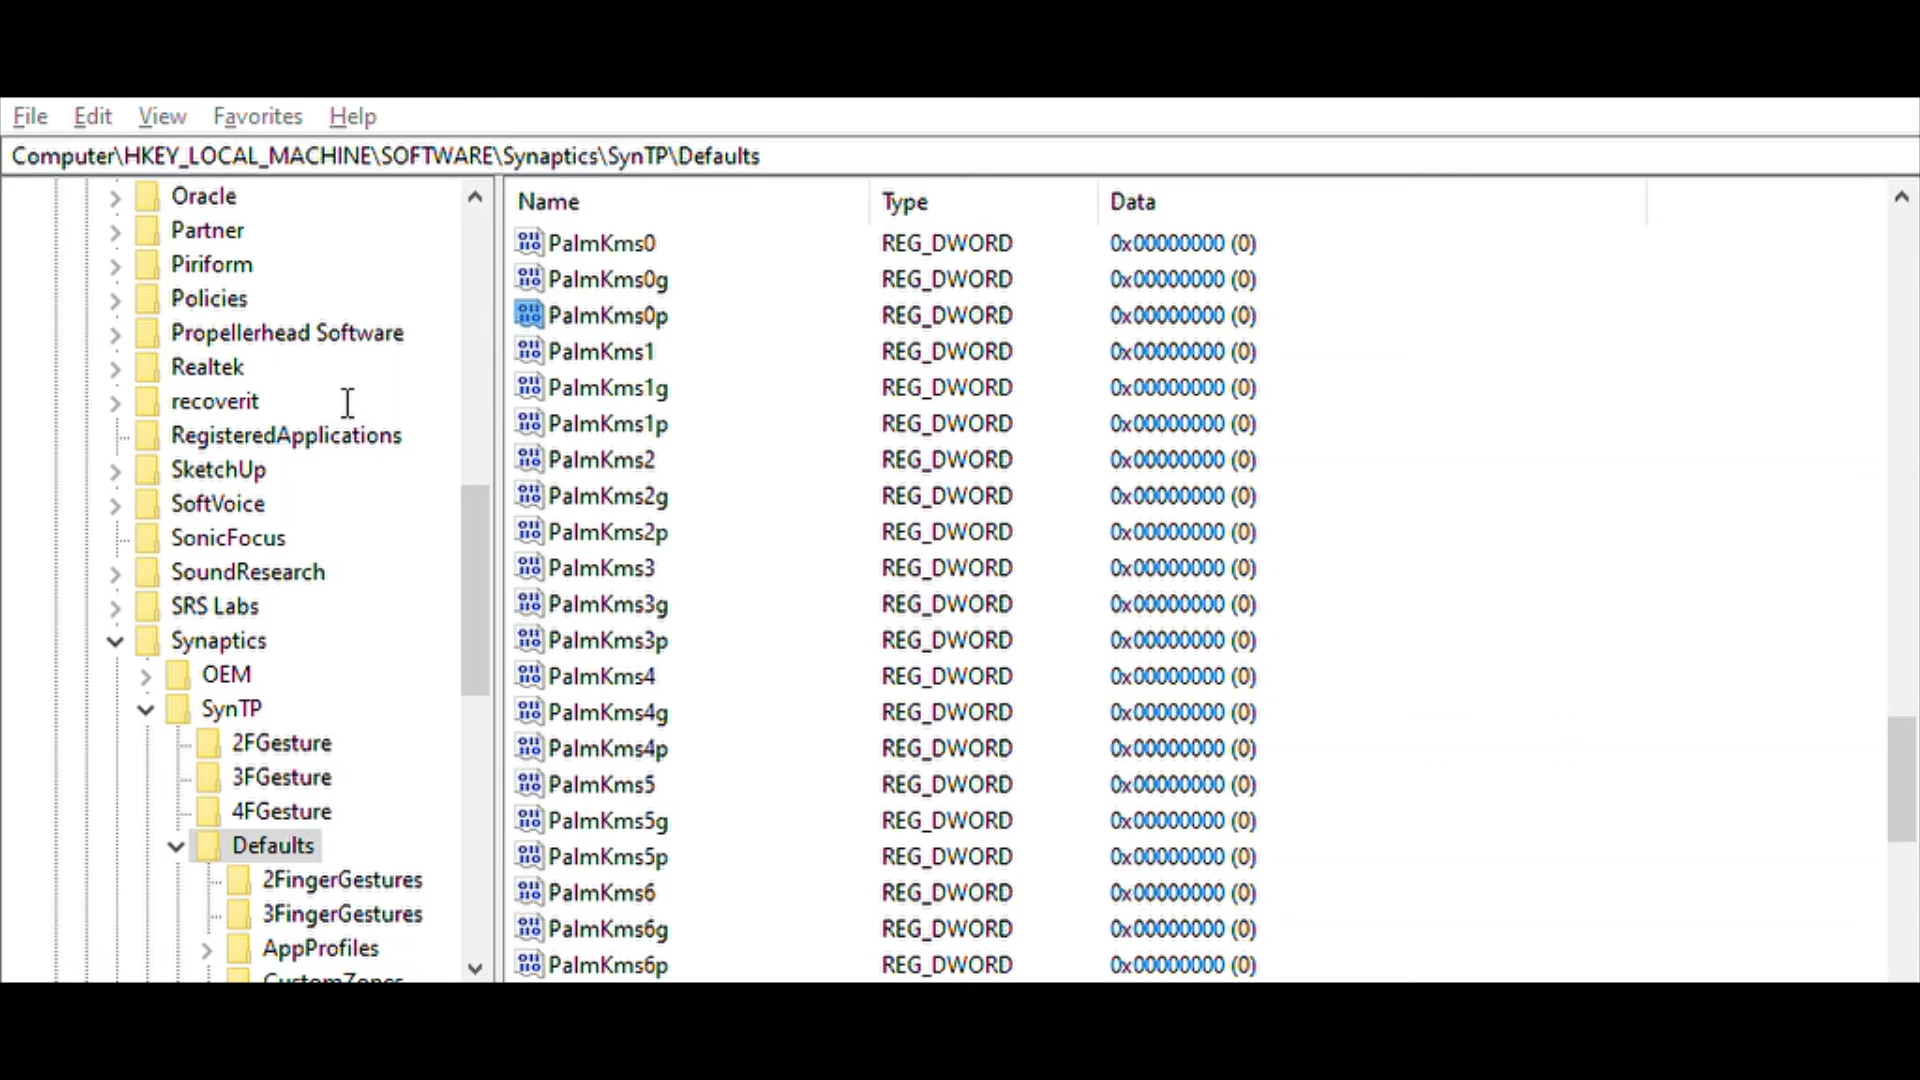 File Edit View Favorites Help
Computer\HKEY_LOCAL_MACHINE\SOFTWARE\Synaptics\SynTP\Defaults
Oracle
Partner
Piriform
Policies
Propellerhead Software
Realtek
recoverit
RegisteredApplications
SketchUp
SoftVoice
SonicFocus
SoundResearch
SRS Labs
Synaptics
OEM
SynTP
2FGesture
3FGesture
4FGesture
Defaults
2FingerGestures
3FingerGestures
AppProfiles
CustomZones
Name Type Data
PalmKms0 REG_DWORD 0x00000000 (0)
PalmKms0g REG_DWORD 0x00000000 (0)
PalmKms0p REG_DWORD 0x00000000 (0)
PalmKms1 REG_DWORD 0x00000000 (0)
PalmKms1g REG_DWORD 0x00000000 (0)
PalmKms1p REG_DWORD 0x00000000 (0)
PalmKms2 REG_DWORD 0x00000000 (0)
PalmKms2g REG_DWORD 0x00000000 (0)
PalmKms2p REG_DWORD 0x00000000 (0)
PalmKms3 REG_DWORD 0x00000000 (0)
PalmKms3g REG_DWORD 0x00000000 (0)
PalmKms3p REG_DWORD 0x00000000 (0)
PalmKms4 REG_DWORD 0x00000000 (0)
PalmKms4g REG_DWORD 0x00000000 (0)
PalmKms4p REG_DWORD 0x00000000 (0)
PalmKms5 REG_DWORD 0x00000000 (0)
PalmKms5g REG_DWORD 0x00000000 (0)
PalmKms5p REG_DWORD 0x00000000 (0)
PalmKms6 REG_DWORD 0x00000000 (0)
PalmKms6g REG_DWORD 0x00000000 (0)
PalmKms6p REG_DWORD 0x00000000 (0)